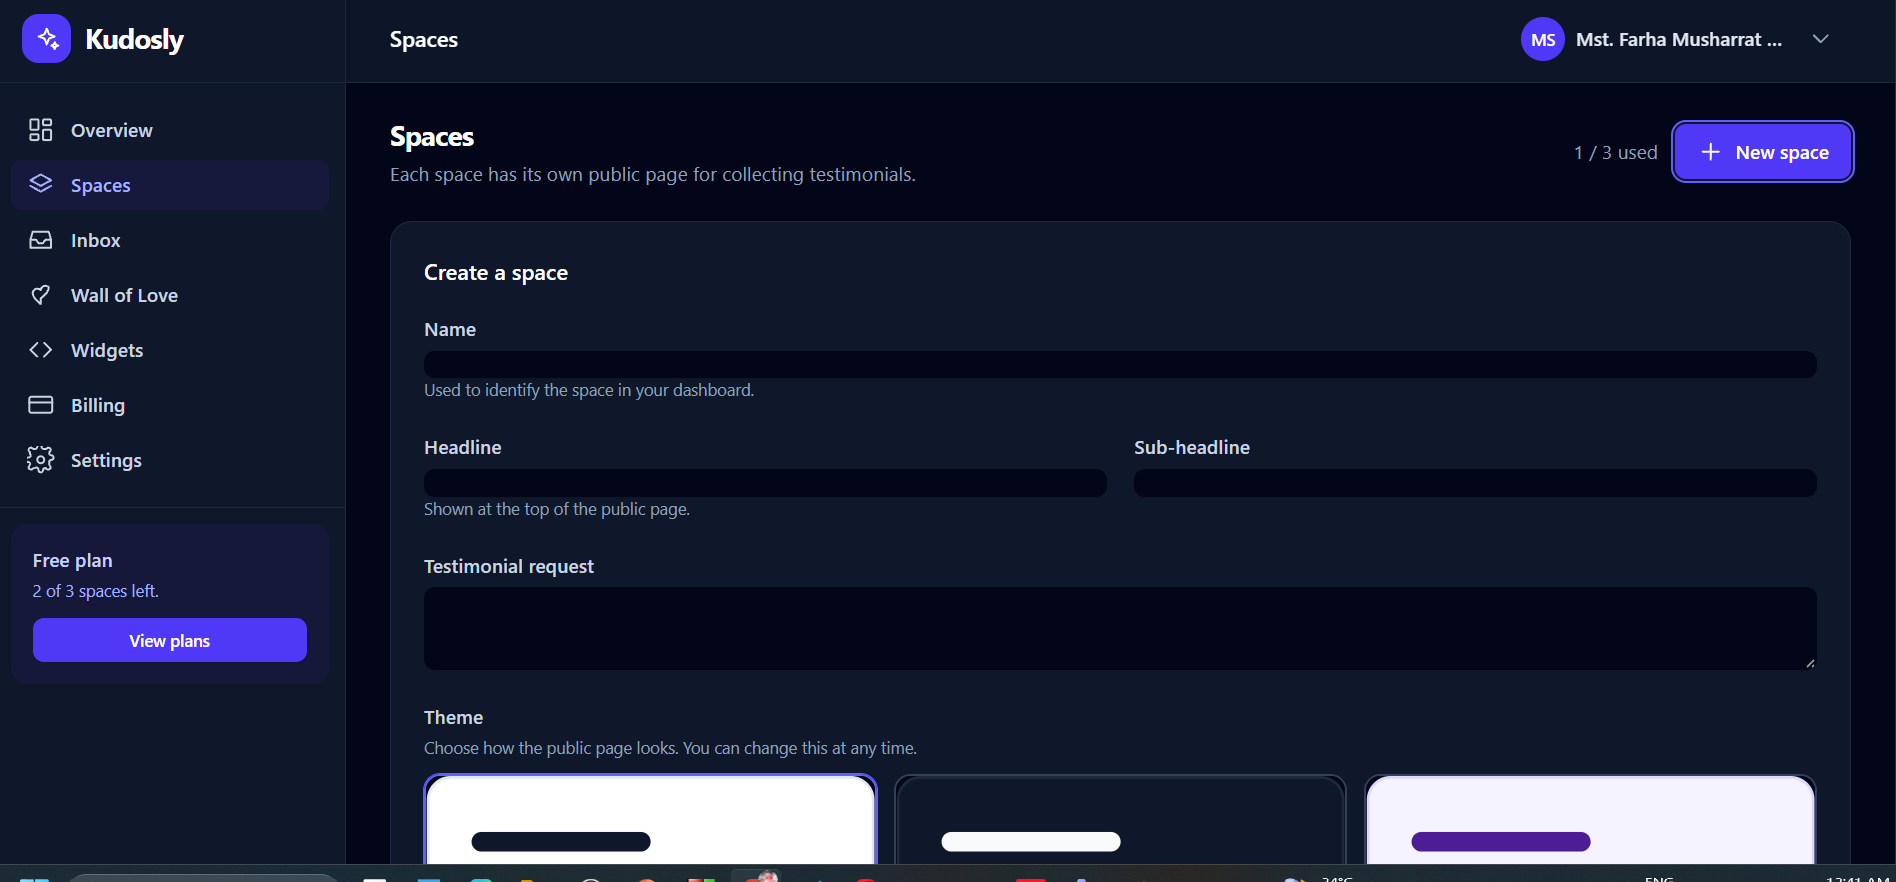 Kudosly
Spaces
MS Mst. Farha Musharrat ...
Overview
Spaces
Inbox
Wall of Love
Widgets
Billing
Settings
Free plan
2 of 3 spaces left.
View plans
Spaces
Each space has its own public page for collecting testimonials.
1 / 3 used
New space
Create a space
Name
Used to identify the space in your dashboard.
Headline
Shown at the top of the public page.
Sub-headline
Testimonial request
Theme
Choose how the public page looks. You can change this at any time.